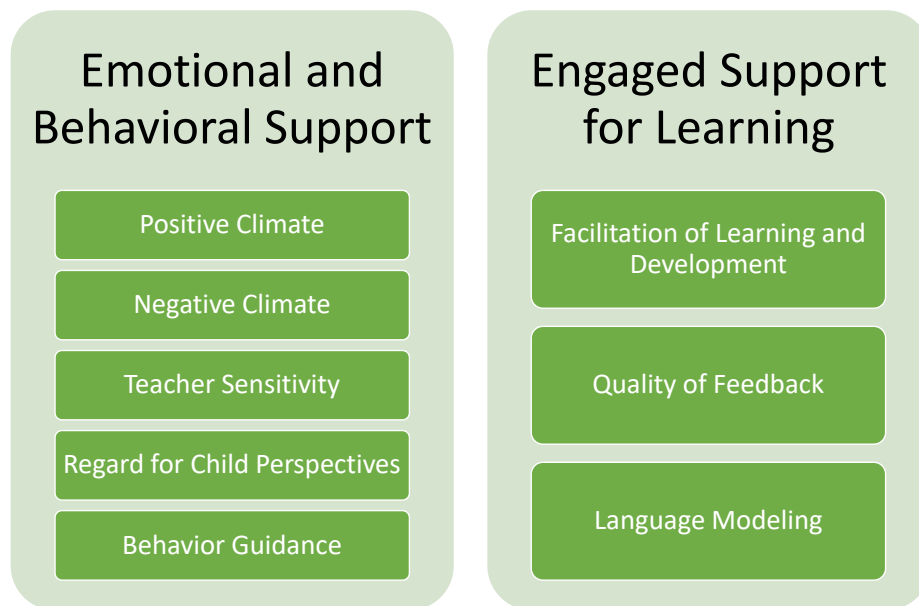 Emotional and
Behavioral Support
Positive Climate
Negative Climate
Teacher Sensitivity
Regard for Child Perspectives
Behavior Guidance
Engaged Support
for Learning
Facilitation of Learning and
Development
Quality of Feedback
Language Modeling